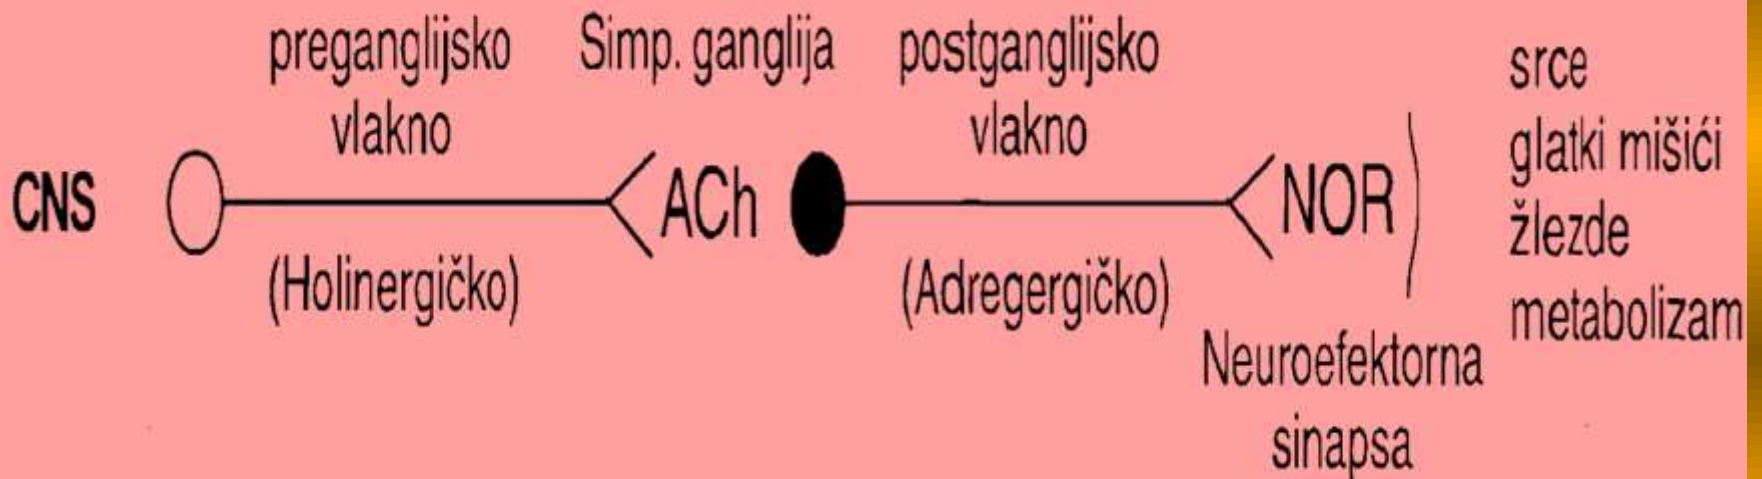 preganglijsko
vlakno
Simp. ganglija
postganglijsko
vlakno
srce
glatki mišići
žlezde
metabolizam
CNS
ACh
NOR
(Holinergičko)
(Adregergičko)
Neuroefektorna
sinapsa